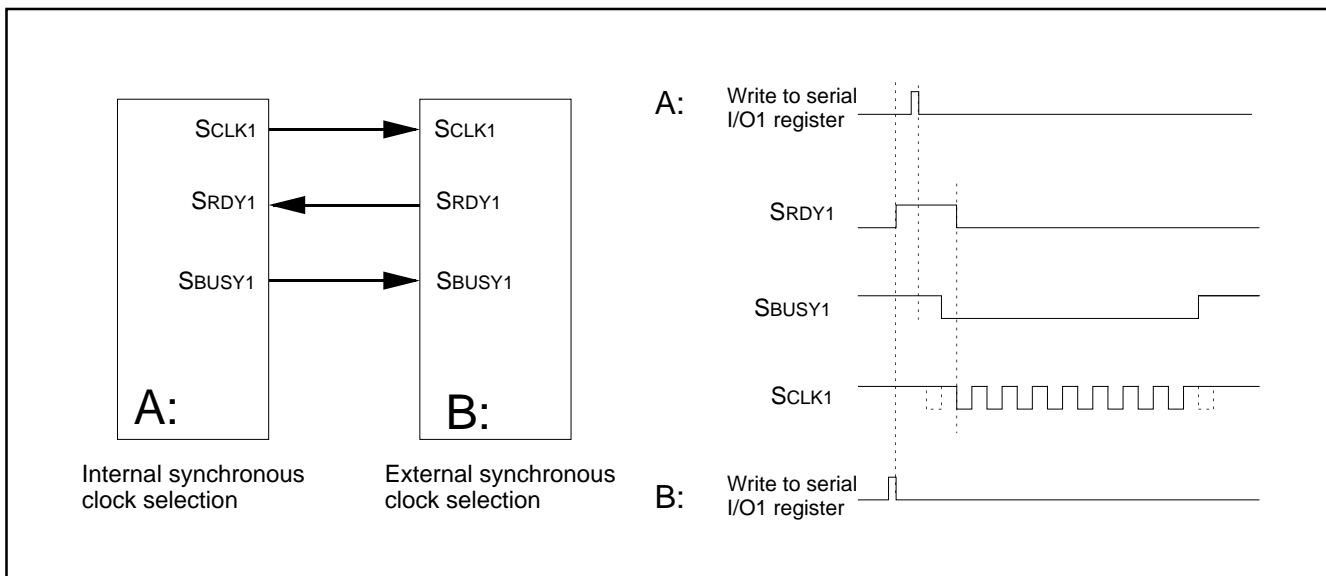 SCLK1
SRDY1
SBUSY1
A:
Internal synchronous
clock selection
SCLK1
SRDY1
SBUSY1
B:
External synchronous
clock selection
A:
Write to serial
I/O1 register
SRDY1
SBUSY1
SCLK1
B:
Write to serial
I/O1 register